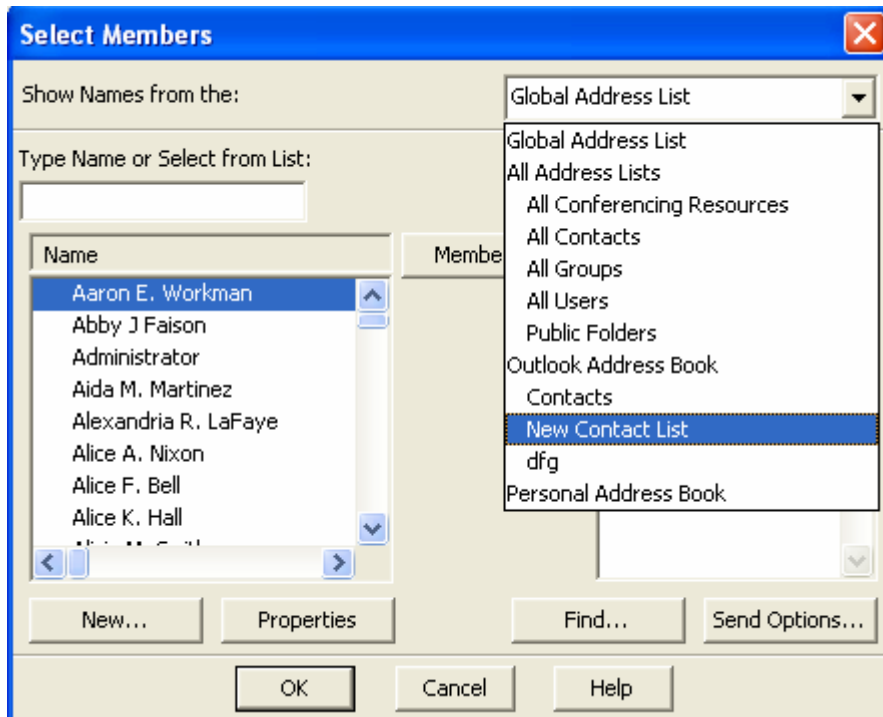 Select Members
Show Names from the:
Global Address List
Global Address List
All Address Lists
All Conferencing Resources
All Contacts
All Groups
All Users
Public Folders
Outlook Address Book
Contacts
New Contact List
dfg
Personal Address Book
Type Name or Select from List:
Name
Membe
Aaron E. Workman
Abby J Faison
Administrator
Aida M. Martinez
Alexandria R. LaFaye
Alice A. Nixon
Alice F. Bell
Alice K. Hall
New...
Properties
Find...
Send Options...
OK
Cancel
Help